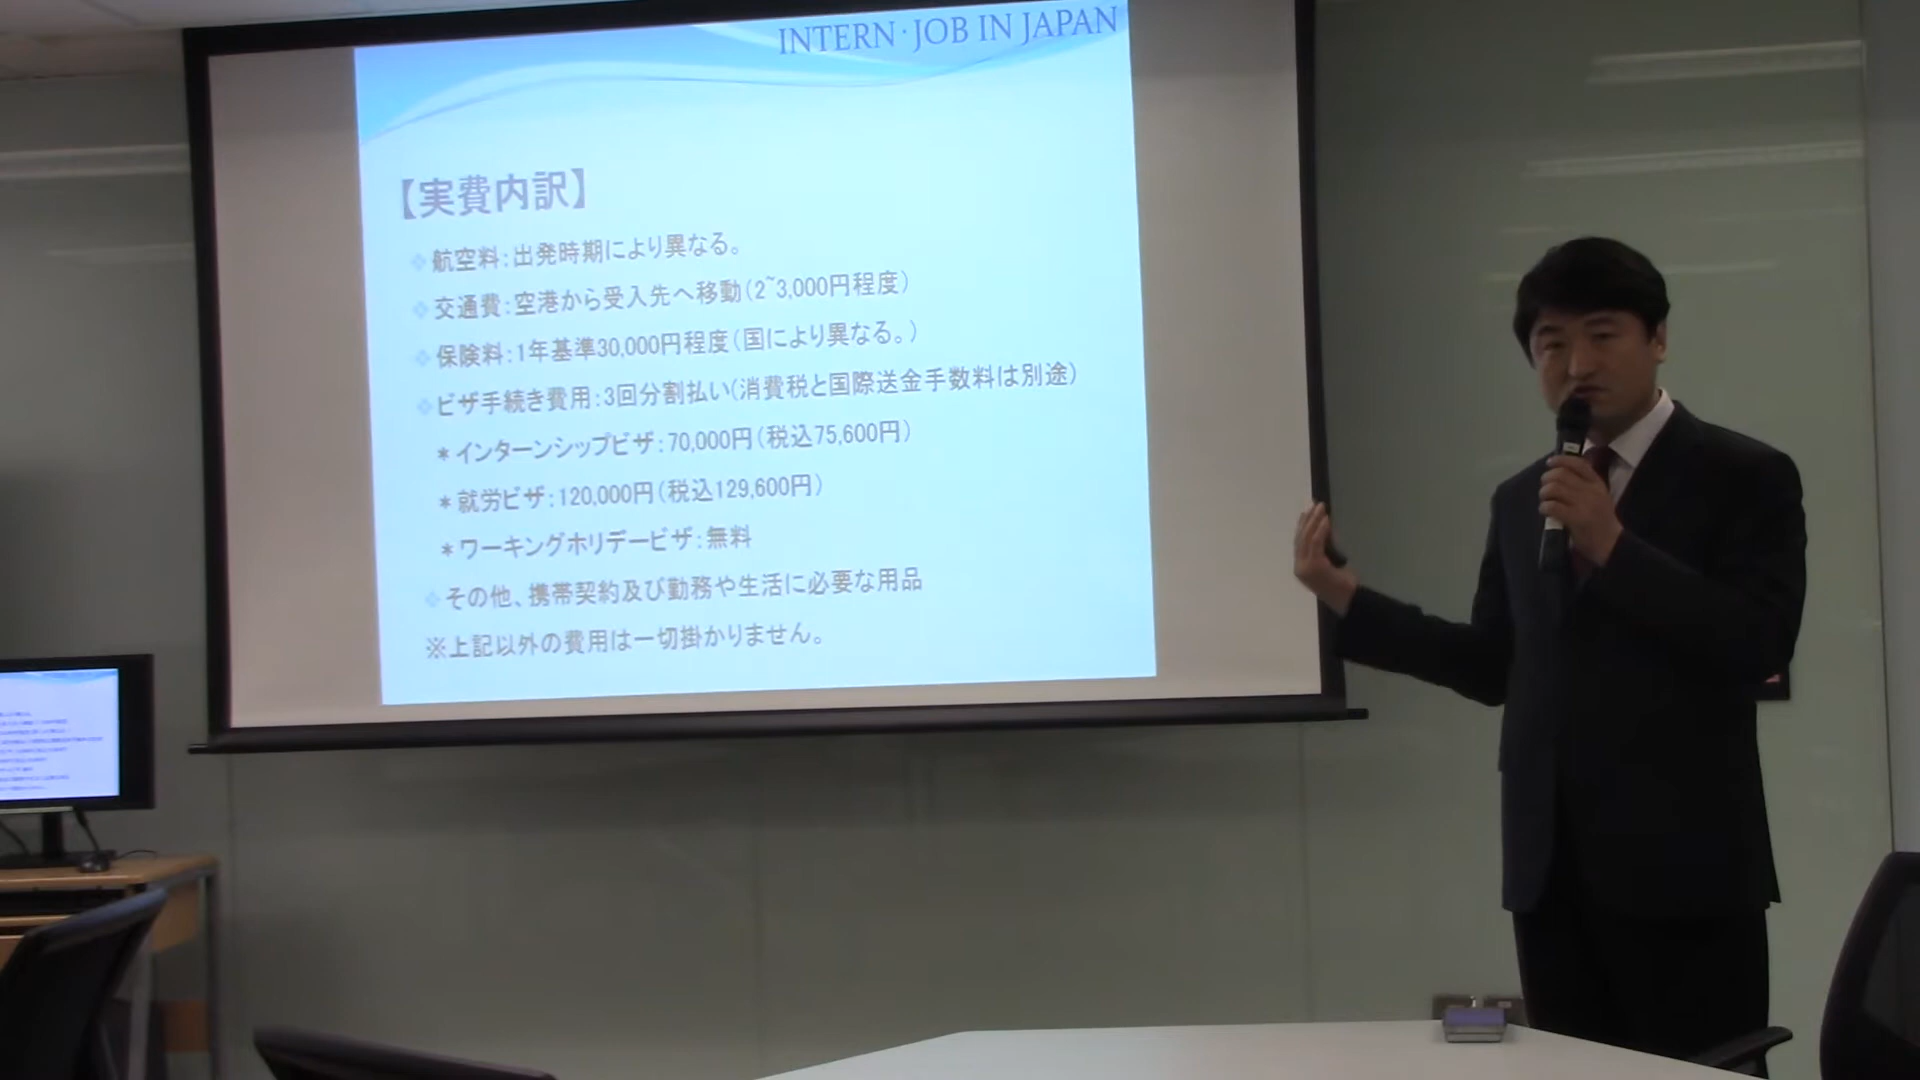 INTERN・JOB IN JAPAN
【実費内訳】
航空料：出発時期により異なる。
交通費：空港から受入先へ移動（2~3,000円程度）
保険料：1年基準30,000円程度（国により異なる。）
ビザ手続き費用：3回分割払い(消費税と国際送金手数料は別途)
＊インターンシップビザ：70,000円（税込75,600円）
＊就労ビザ：120,000円（税込129,600円）
＊ワーキングホリデービザ：無料
その他、携帯契約及び勤務や生活に必要な用品
※上記以外の費用は一切掛かりません。